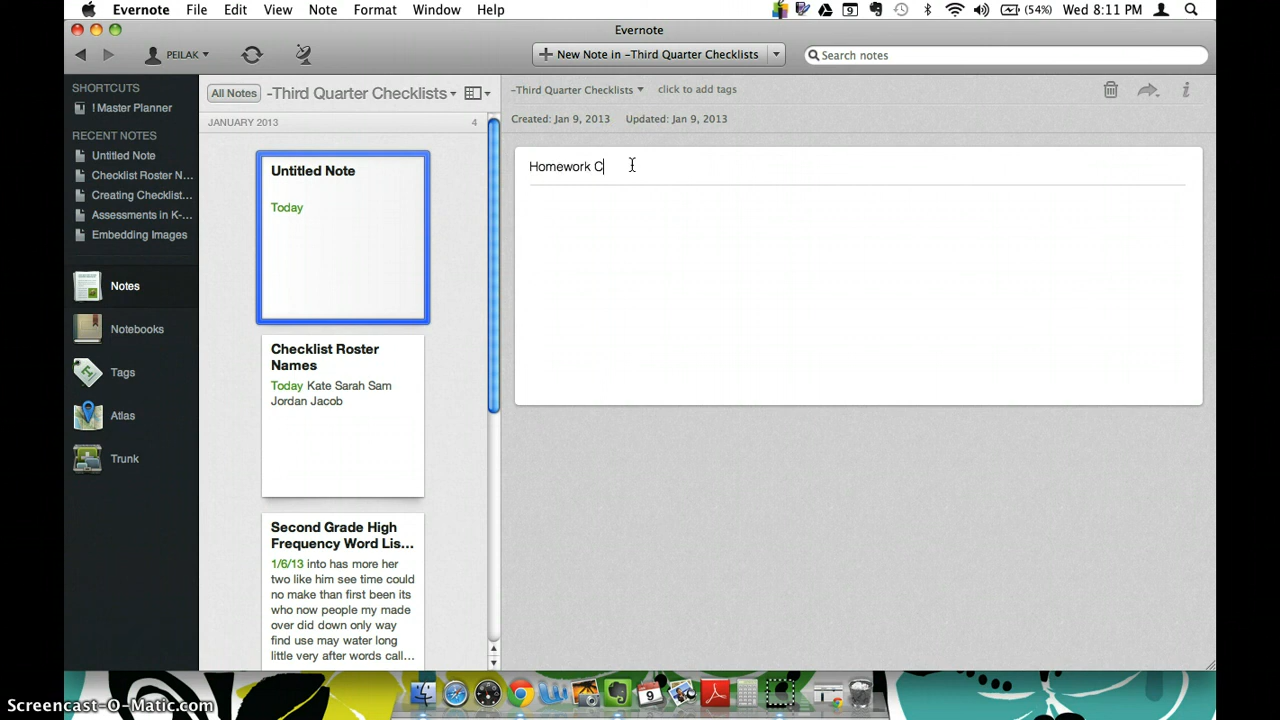 Evernote File Edit View Note Format Window Help
9 (54%) Wed 8:11 PM
Evernote
PEILAK
New Note in -Third Quarter Checklists
Search notes
SHORTCUTS
! Master Planner
RECENT NOTES
Untitled Note
Checklist Roster N...
Creating Checklist...
Assessments in K-...
Embedding Images
Notes
Notebooks
Tags
Atlas
Trunk
All Notes -Third Quarter Checklists
JANUARY 2013 4
Untitled Note
Today
Checklist Roster
Names
Today Kate Sarah Sam
Jordan Jacob
Second Grade High
Frequency Word Lis...
1/6/13 into has more her
two like him see time could
no make than first been its
who now people my made
over did down only way
find use may water long
little very after words call...
-Third Quarter Checklists click to add tags
Created: Jan 9, 2013 Updated: Jan 9, 2013
Homework C
9
Screencast-O-Matic.com